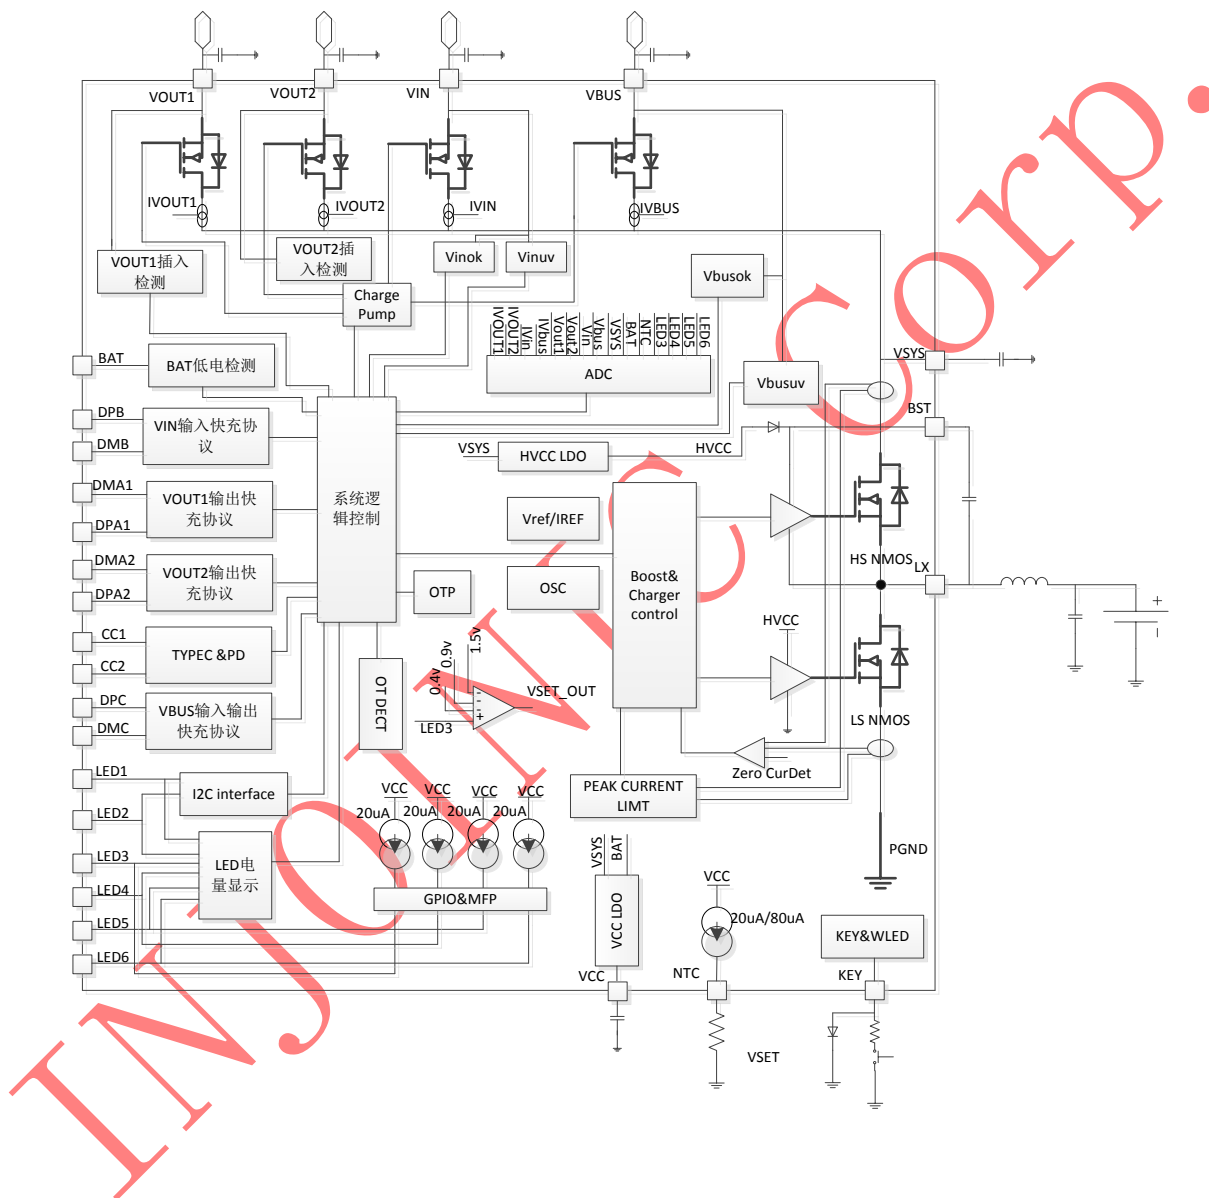 VOUT1
VOUT2
VIN
VBUS
IVOUT1
IVOUT2
IVIN
IVBUS
VOUT1插入
检测
VOUT2插
入检测
Vinok
Vinuv
Vbusok
Charge
Pump
IVOUT1
IVOUT2
IVin
IVbus
Vout1
Vout2
Vin
Vbus
VSYS
BAT
NTC
LED3
LED4
LED5
LED6
ADC
Vbusuv
VSYS
BST
BAT
BAT低电检测
DPB
DMB
VIN输入快充协
议
VSYS
HVCC LDO
HVCC
DMA1
DPA1
VOUT1输出快
充协议
系统逻
辑控制
Vref/IREF
OSC
Boost&
Charger
control
HS NMOS
LX
DMA2
DPA2
VOUT2输出快
充协议
OTP
CC1
CC2
TYPEC &PD
HVCC
DPC
DMC
VBUS输入输出
快充协议
OT DECT
0.4v
0.9v
1.5v
VSET_OUT
LED3
LS NMOS
Zero CurDet
PEAK CURRENT
LIMT
LED1
LED2
LED3
LED4
LED5
LED6
I2C interface
LED电
量显示
VCC
VCC
VCC
VCC
20uA
20uA
20uA
20uA
GPIO&MFP
VSYS
BAT
VCC LDO
VCC
VCC
20uA/80uA
NTC
VSET
PGND
KEY&WLED
KEY
INJOINIC Corp.